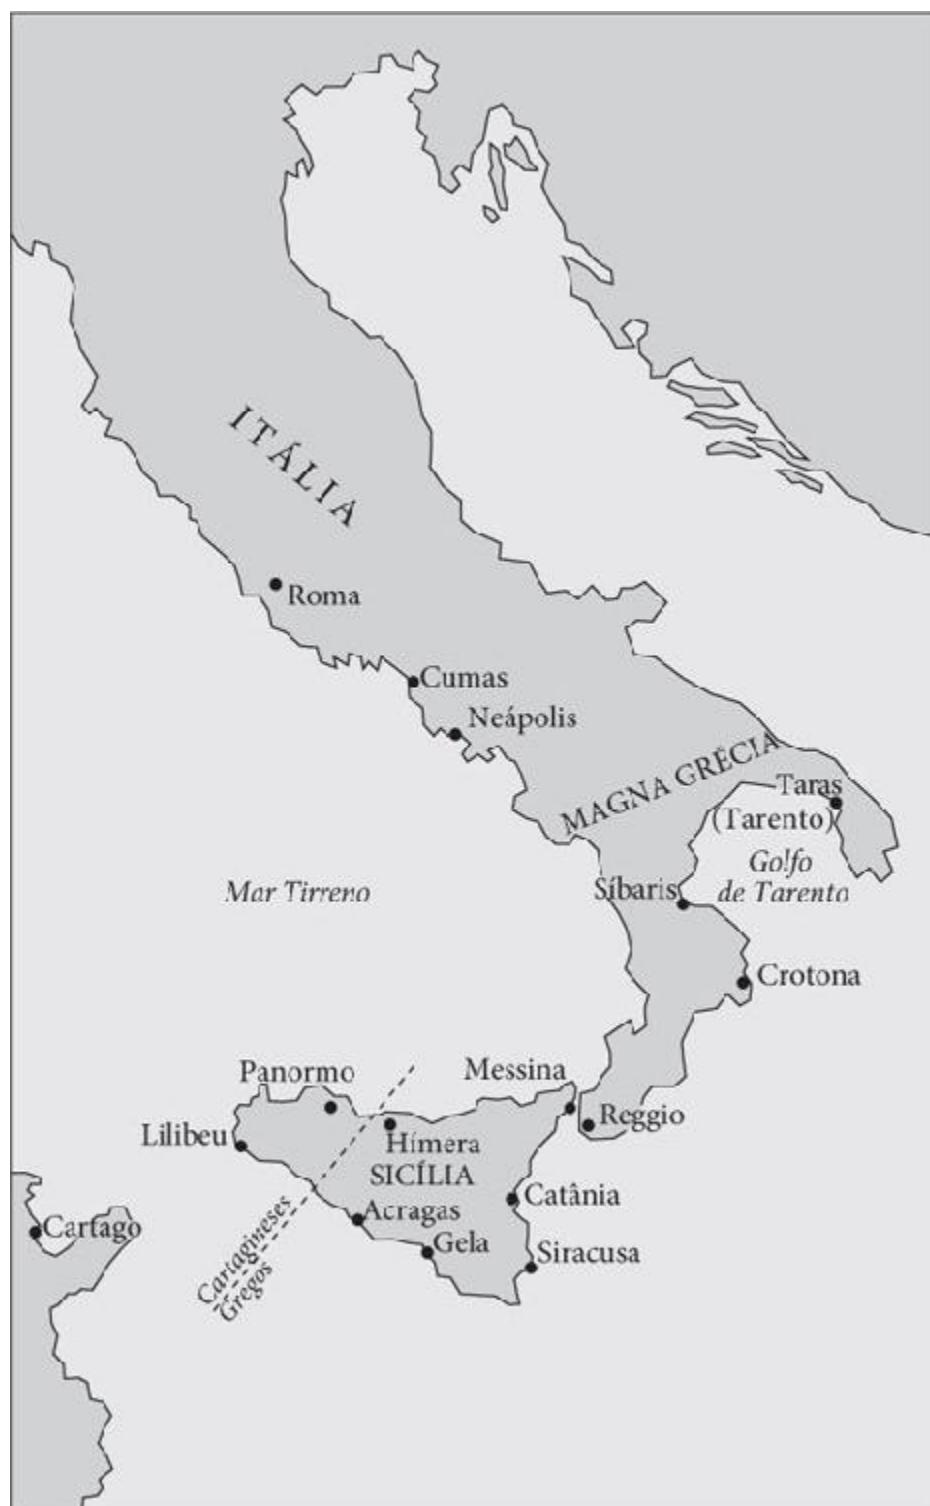 ITÁLIA
Roma
Cumas
Neápolis
MAGNA GRÉCIA
Taras
(Tarento)
Golfo
de Tarento
Mar Tirreno
Síbaris
Crotona
Panormo
Messina
Reggio
Lilibeu
Hímera
SICÍLIA
Catânia
Acragas
Cartago
Cartagineses
Gregos
Gela
Siracusa